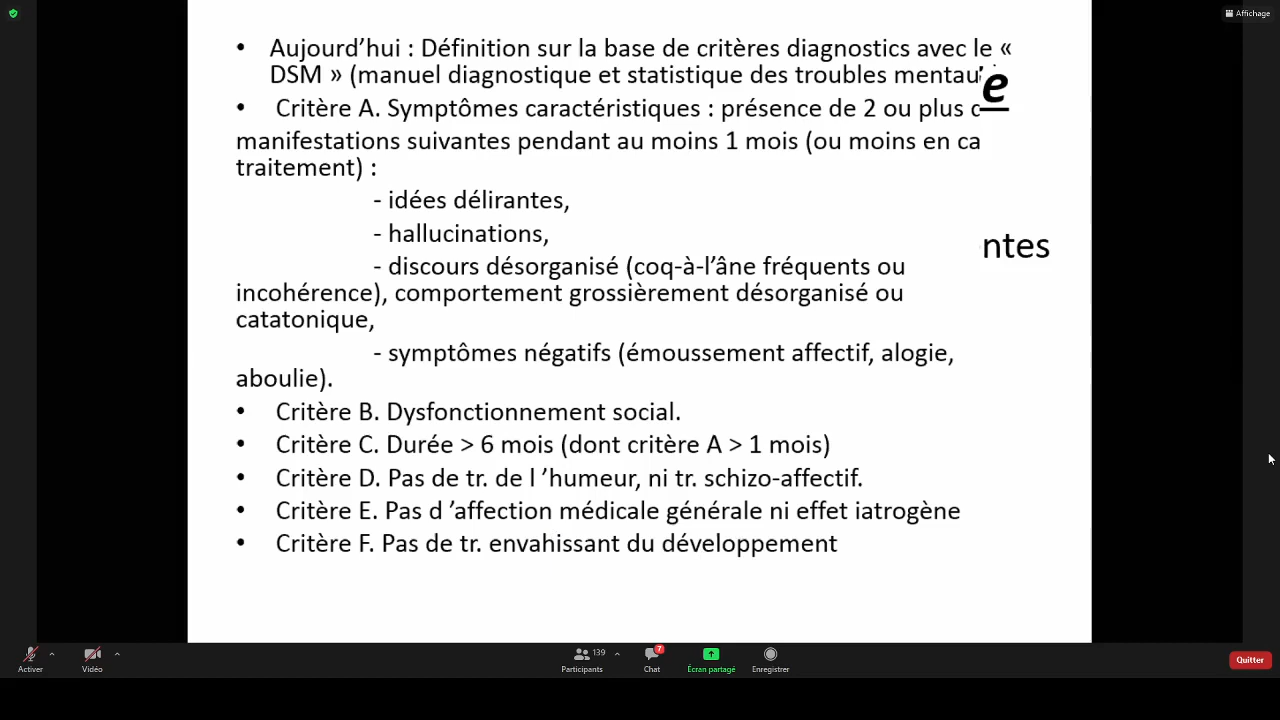 Affichage
• Aujourd’hui : Définition sur la base de critères diagnostics avec le «
DSM » (manuel diagnostique et statistique des troubles
e
• Critère A. Symptômes caractéristiques : présence de 2 ou plus
manifestations suivantes pendant au moins 1 mois (ou moins en
traitement) :
- idées délirantes,
- hallucinations,
ntes
- discours désorganisé (coq-à-l’âne fréquents ou
incohérence), comportement grossièrement désorganisé ou
catatonique,
- symptômes négatifs (émoussement affectif, alogie,
aboulie).
• Critère B. Dysfonctionnement social.
• Critère C. Durée > 6 mois (dont critère A > 1 mois)
• Critère D. Pas de tr. de l ’humeur, ni tr. schizo-affectif.
• Critère E. Pas d ’affection médicale générale ni effet iatrogène
• Critère F. Pas de tr. envahissant du développement
Activer
Vidéo
139
Participants
7
Chat
Écran partagé
Enregistrer
Quitter